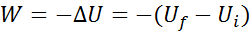 W = −ΔU = −(U_f − U_i)